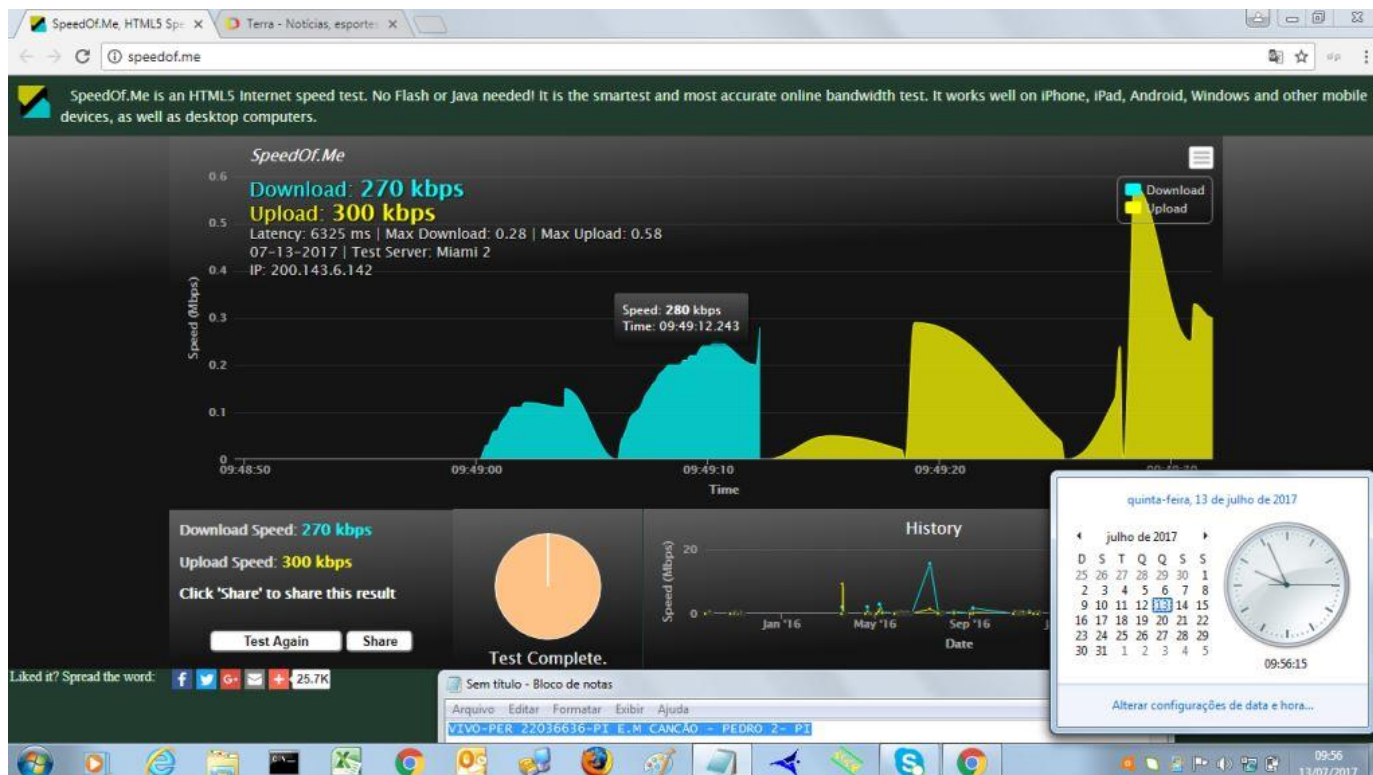 SpeedOf.Me, HTML5 Spe
Terra - Notícias, esporte
speedof.me
SpeedOf.Me is an HTML5 Internet speed test. No Flash or Java needed! It is the smartest and most accurate online bandwidth test. It works well on iPhone, iPad, Android, Windows and other mobile
devices, as well as desktop computers.
SpeedOf.Me
Download: 270 kbps
Upload: 300 kbps
Latency: 6325 ms | Max Download: 0.28 | Max Upload: 0.58
07-13-2017 | Test Server: Miami 2
IP: 200.143.6.142
Download
Upload
Speed: 280 kbps
Time: 09:49:12.243
0.6
0.5
0.4
0.3
0.2
0.1
0
Speed (Mbps)
09:48:50 09:49:00 09:49:10 09:49:20
Time
Download Speed: 270 kbps
Upload Speed: 300 kbps
Click 'Share' to share this result
Test Again Share
Test Complete.
History
Speed (Mbps)
20
0
Jan '16 May '16 Sep '16 J
Date
quinta-feira, 13 de julho de 2017
julho de 2017
D S T Q Q S S
25 26 27 28 29 30 1
2 3 4 5 6 7 8
9 10 11 12 13 14 15
16 17 18 19 20 21 22
23 24 25 26 27 28 29
30 31 1 2 3 4 5
09:56:15
Alterar configurações de data e hora...
Liked it? Spread the word: 25.7K
Sem título - Bloco de notas
Arquivo Editar Formatar Exibir Ajuda
VIVO-PER 22036636-PI E.M CANCÃO - PEDRO 2- PI
09:56
13/07/2017